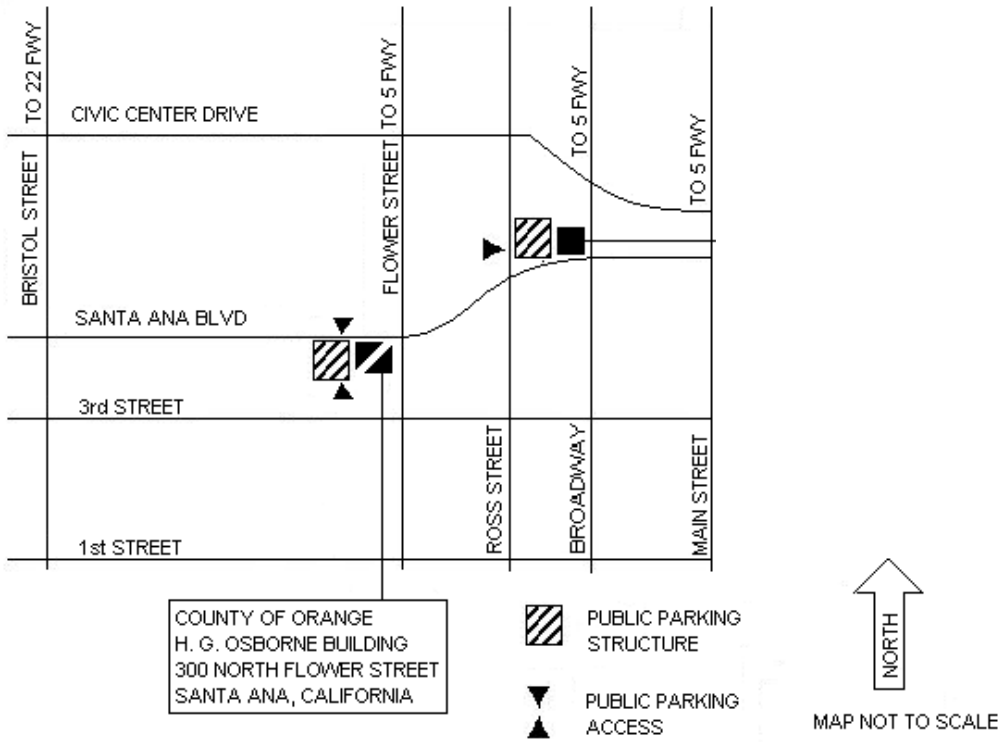 TO 22 FWY
TO 5 FWY
TO 5 FWY
TO 5 FWY
CIVIC CENTER DRIVE
BRISTOL STREET
FLOWER STREET
SANTA ANA BLVD
3rd STREET
ROSS STREET
BROADWAY
MAIN STREET
1st STREET
COUNTY OF ORANGE
H. G. OSBORNE BUILDING
300 NORTH FLOWER STREET
SANTA ANA, CALIFORNIA
PUBLIC PARKING
STRUCTURE
PUBLIC PARKING
ACCESS
NORTH
MAP NOT TO SCALE